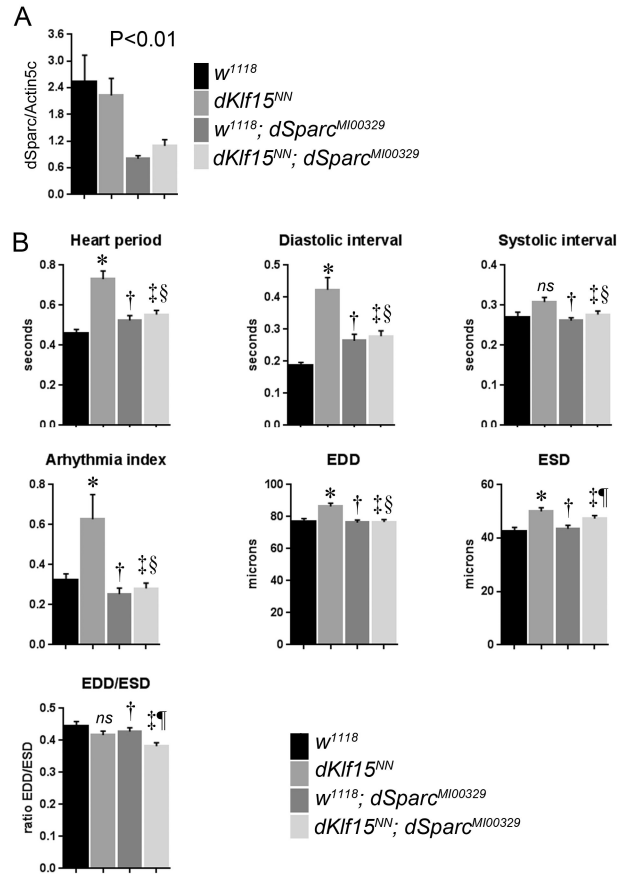 A
P<0.01
3.6
3.0
2.4
1.8
1.2
0.6
0.0
dSparc/Actin5c
w1118
dKlf15NN
w1118; dSparcMI00329
dKlf15NN; dSparcMI00329
B
Heart period
0.8
0.6
0.4
0.2
0.0
seconds
* † ‡§
Diastolic interval
0.5
0.4
0.3
0.2
0.1
0.0
seconds
* † ‡§
Systolic interval
0.4
0.3
0.2
0.1
0.0
seconds
ns † ‡§
Arhythmia index
0.8
0.6
0.4
0.2
0.0
* † ‡§
EDD
100
80
60
40
20
0
microns
* † ‡§
ESD
60
40
20
0
microns
* † ‡¶
EDD/ESD
0.5
0.4
0.3
0.2
0.1
0.0
ratio EDD/ESD
ns † ‡¶
w1118
dKlf15NN
w1118; dSparcMI00329
dKlf15NN; dSparcMI00329